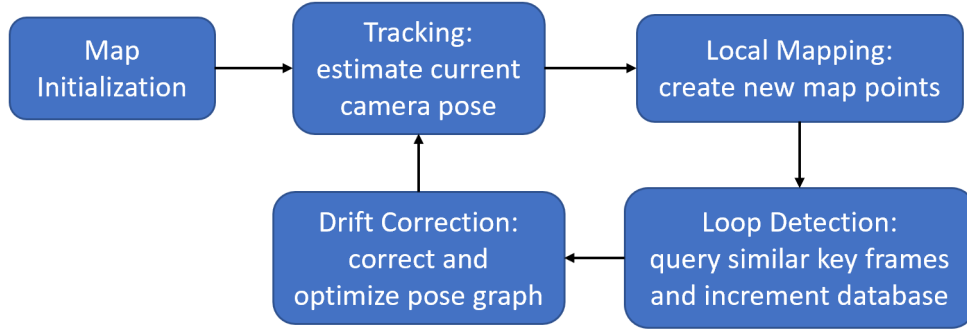 Map
Initialization
Tracking:
estimate current
camera pose
Local Mapping:
create new map points
Drift Correction:
correct and
optimize pose graph
Loop Detection:
query similar key frames
and increment database